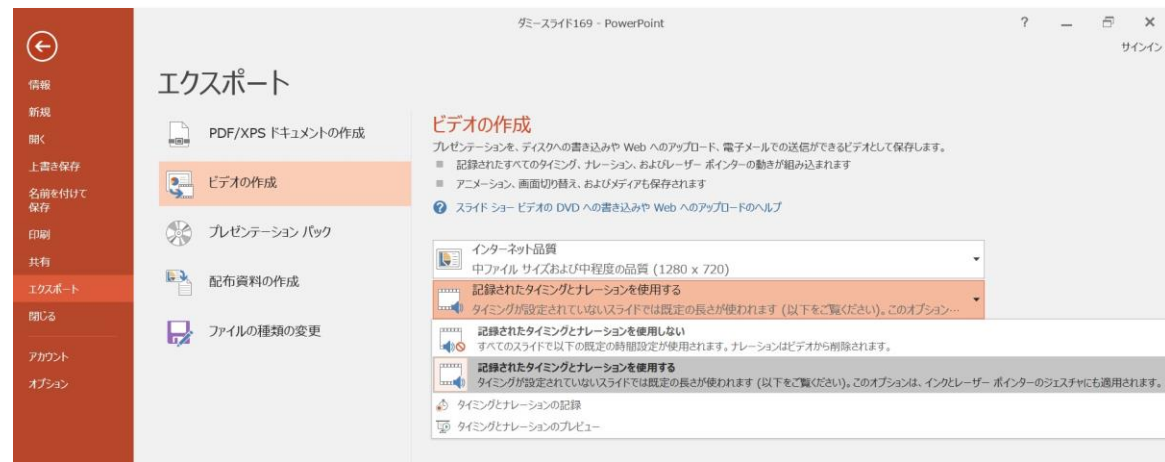 ダミースライド169 - PowerPoint
サインイン
情報
新規
開く
上書き保存
名前を付けて
保存
印刷
共有
エクスポート
閉じる
アカウント
オプション
エクスポート
PDF/XPS ドキュメントの作成
ビデオの作成
プレゼンテーション パック
配布資料の作成
ファイルの種類の変更
ビデオの作成
プレゼンテーションを、ディスクへの書き込みや Web へのアップロード、電子メールでの送信ができるビデオとして保存します。
記録されたすべてのタイミング、ナレーション、およびレーザー ポインターの動きが組み込まれます
アニメーション、画面切り替え、およびメディアも保存されます
スライド ショー ビデオの DVD への書き込みや Web へのアップロードのヘルプ
インターネット品質
中ファイル サイズおよび中程度の品質 (1280 x 720)
記録されたタイミングとナレーションを使用する
タイミングが設定されていないスライドでは既定の長さが使われます (以下をご覧ください)。このオプション…
記録されたタイミングとナレーションを使用しない
すべてのスライドで以下の既定の時間設定が使用されます。ナレーションはビデオから削除されます。
記録されたタイミングとナレーションを使用する
タイミングが設定されていないスライドでは既定の長さが使われます (以下をご覧ください)。このオプションは、インクとレーザー ポインターのジェスチャにも適用されます。
タイミングとナレーションの記録
タイミングとナレーションのプレビュー